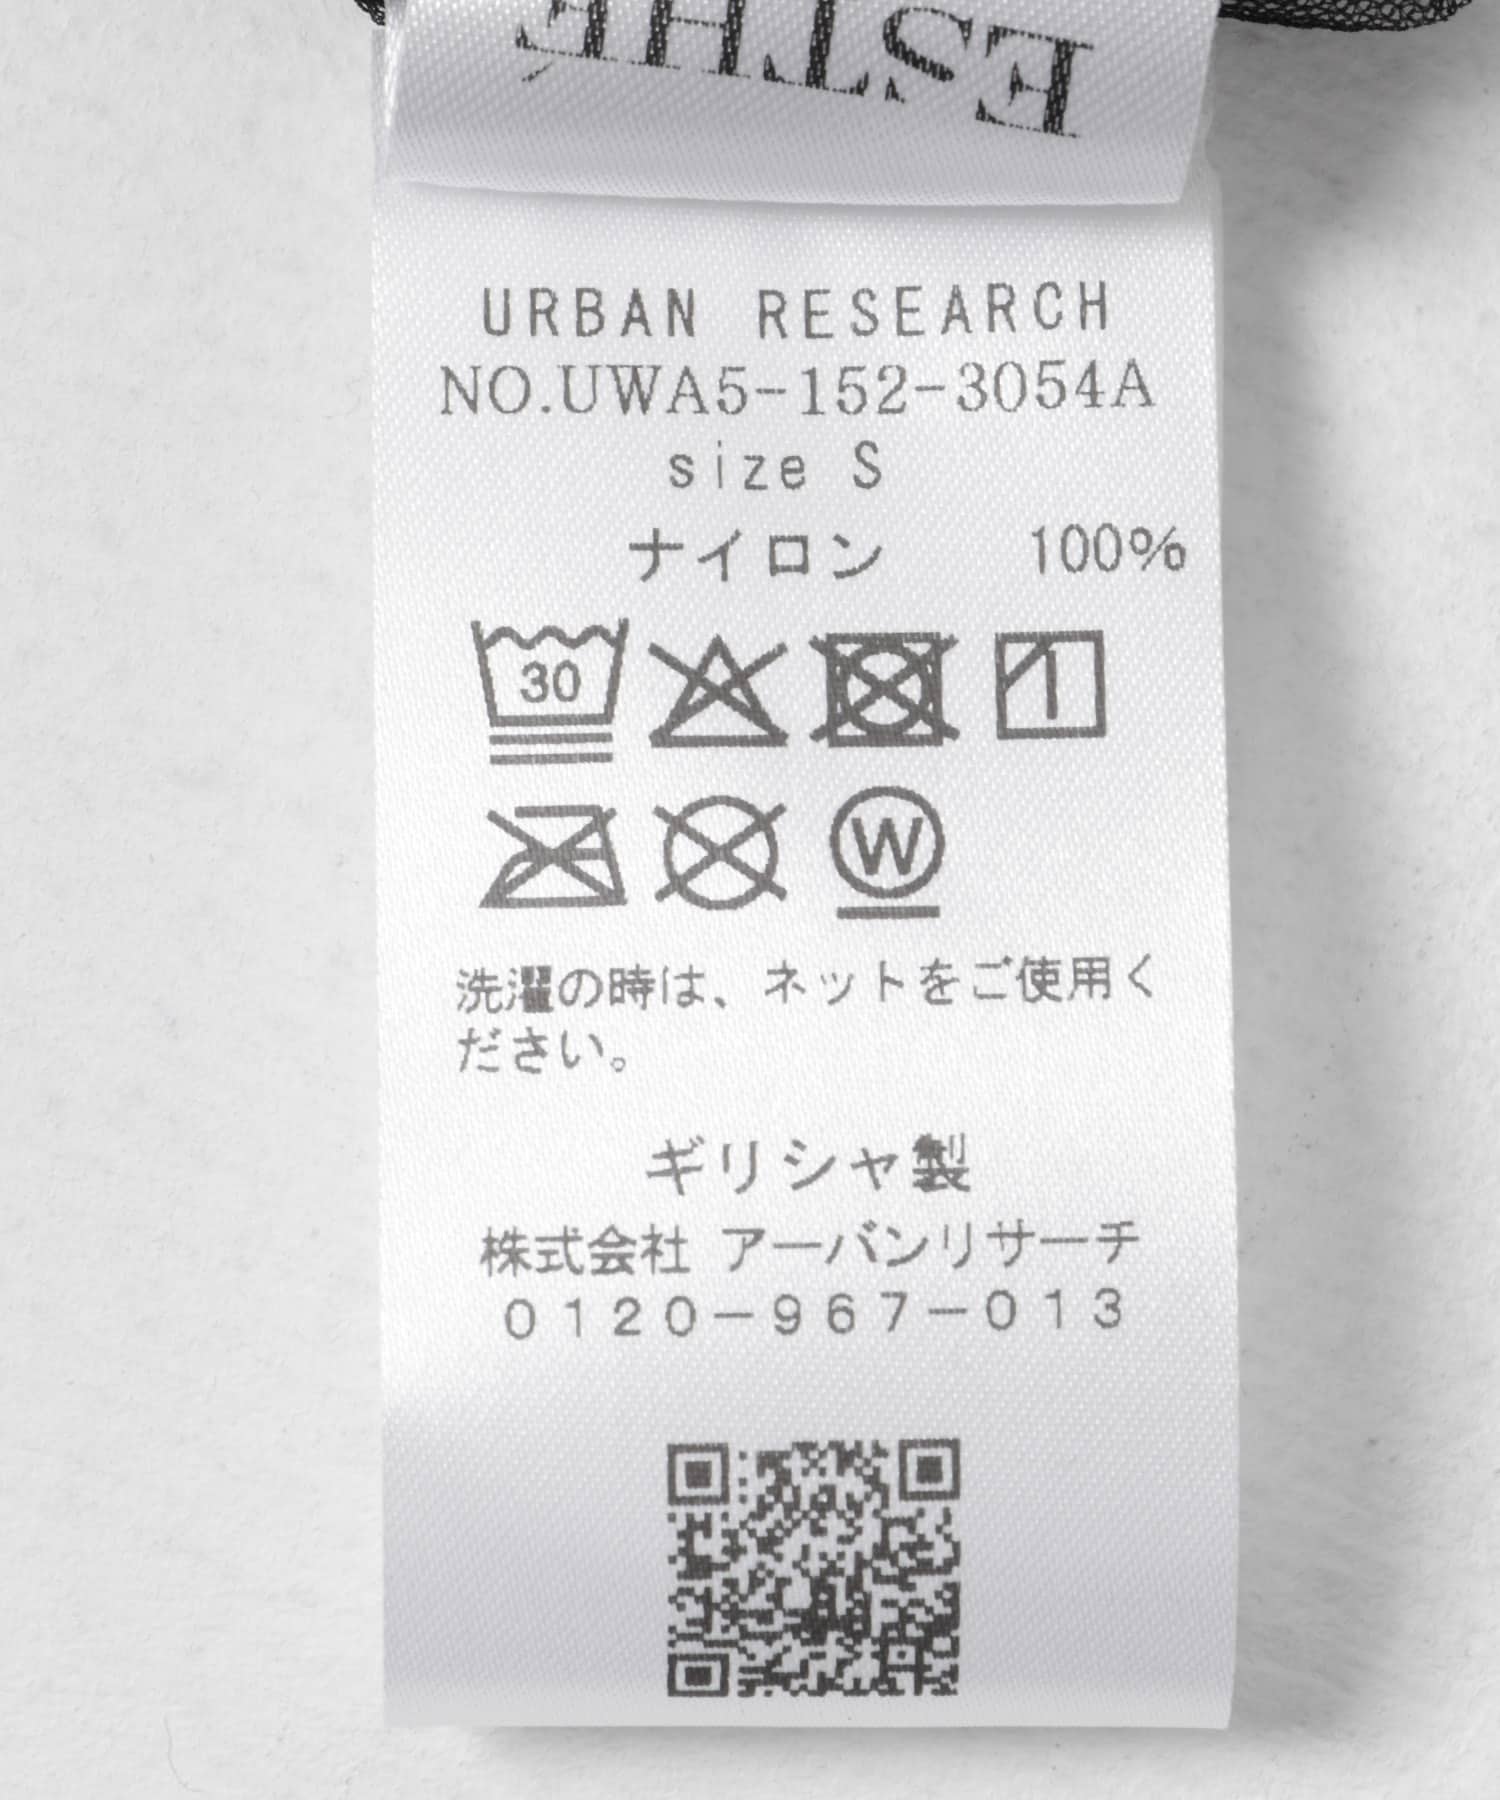 ESTHÉ
URBAN RESEARCH
NO.UWA5-152-3054A
size S
ナイロン 100%
30
W
洗濯の時は、ネットをご使用く
ださい。
ギリシャ製
株式会社 アーバンリサーチ
0120-967-013